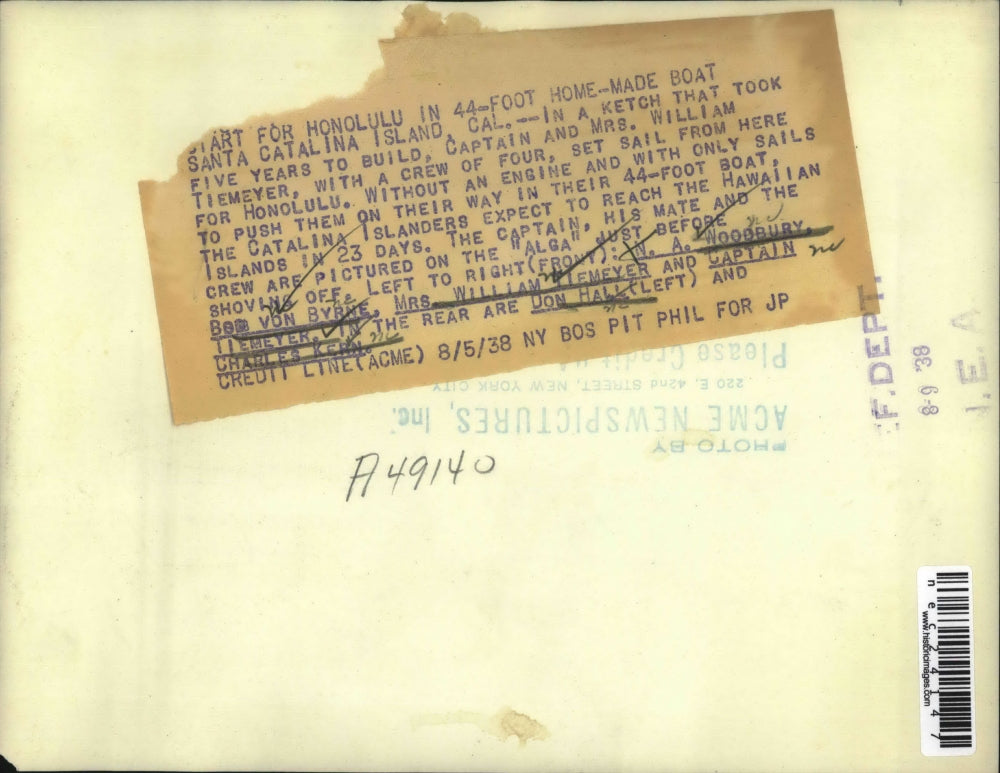 START FOR HONOLULU IN 44-FOOT HOME-MADE BOAT
SANTA CATALINA ISLAND, CAL.--IN A KETCH THAT TOOK
FIVE YEARS TO BUILD, CAPTAIN AND MRS. WILLIAM
TIEMEYER, WITH A CREW OF FOUR, SET SAIL FROM HERE
FOR HONOLULU. WITHOUT AN ENGINE AND WITH ONLY SAILS
TO PUSH THEM ON THEIR WAY IN THEIR 44-FOOT BOAT,
THE CATALINA ISLANDERS EXPECT TO REACH THE HAWAIIAN
ISLANDS IN 23 DAYS. THE CAPTAIN, HIS MATE AND THE
CREW ARE PICTURED ON THE "ALGA" JUST BEFORE
SHOVING OFF. LEFT TO RIGHT(FRONT): A. WOODBURY,
BOB VON BYRNE, MRS. WILLIAM TIEMEYER AND CAPTAIN
TIEMEYER. IN THE REAR ARE DON HALL(LEFT) AND
CHARLES KERN.
CREDIT LINE(ACME) 8/5/38 NY BOS PIT PHIL FOR JP
Please Credit
220 E. 42nd STREET, NEW YORK CITY
ACME NEWSPICTURES, Inc.
PHOTO BY
A49140
EF. DEPT.
8-9 '38
E A
nec24147
www.historicimages.com